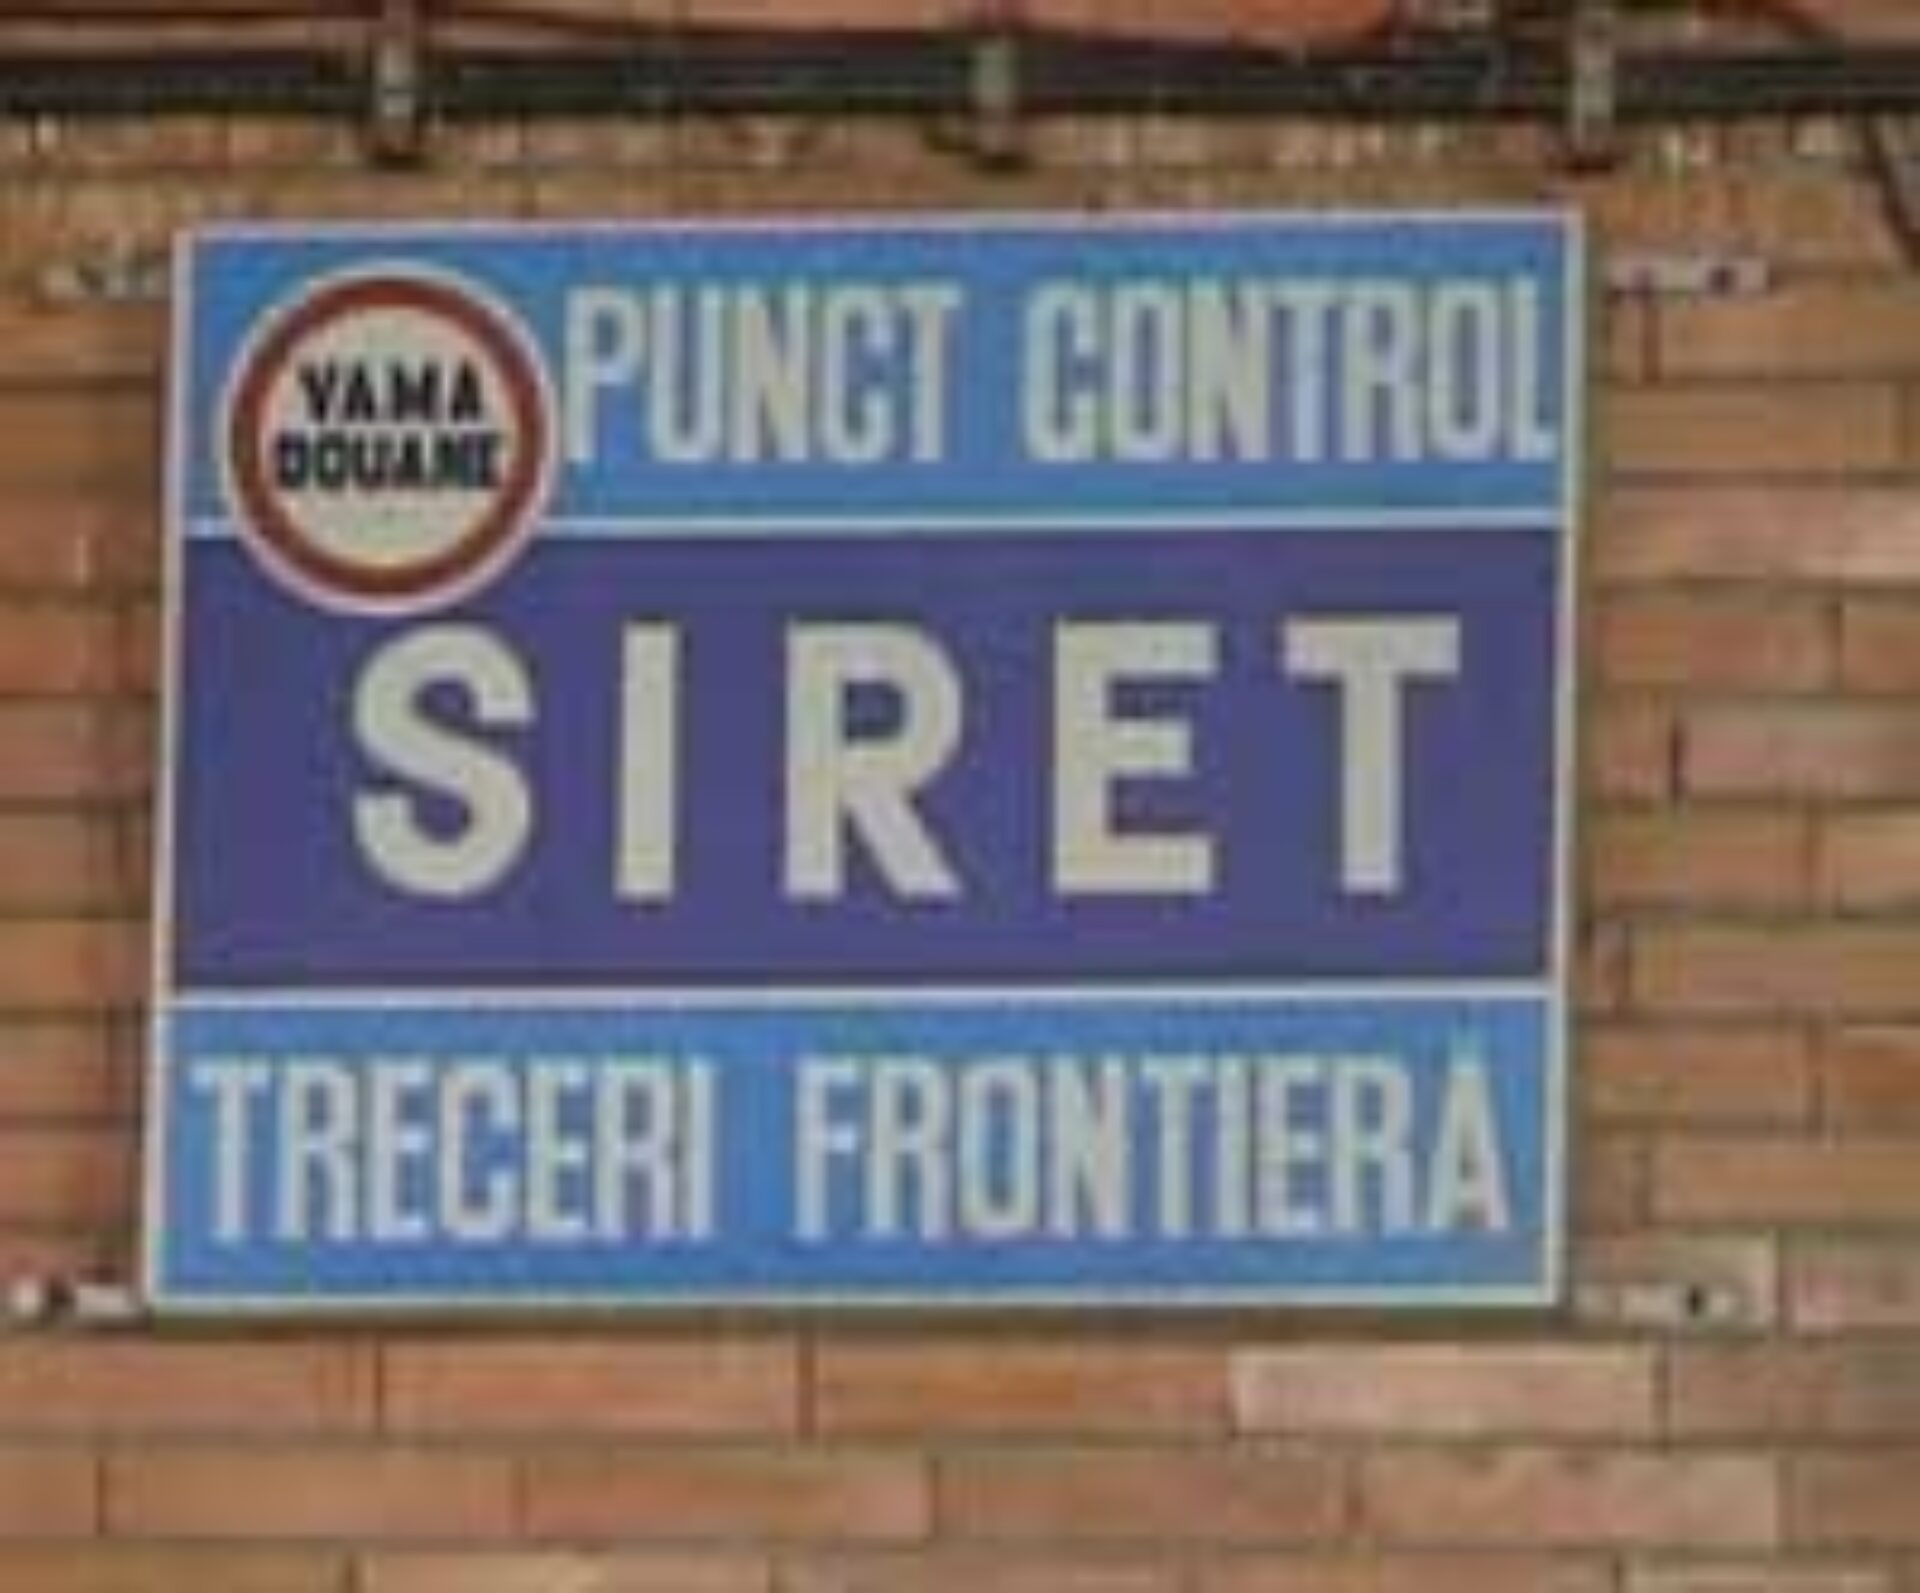 VAMA
DOUANE
PUNCT CONTROL
SIRET
TRECERI FRONTIERĂ